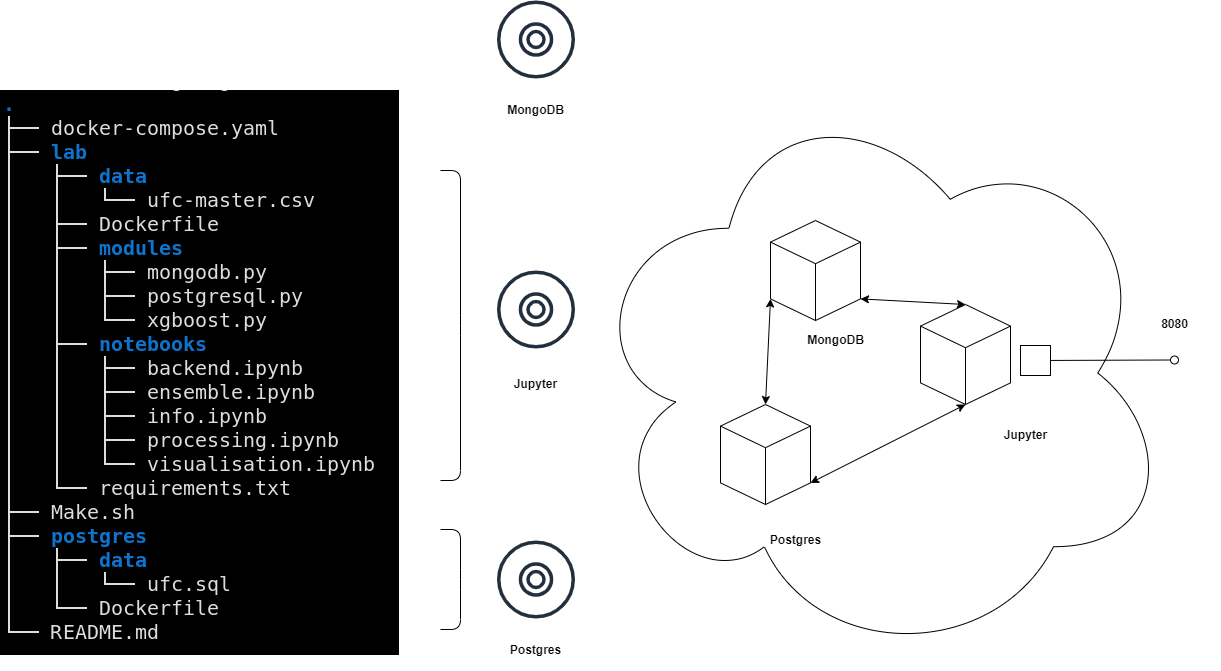 MongoDB
.
docker-compose.yaml
lab
data
ufc-master.csv
Dockerfile
modules
mongodb.py
postgresql.py
xgboost.py
notebooks
backend.ipynb
ensemble.ipynb
info.ipynb
processing.ipynb
visualisation.ipynb
requirements.txt
Make.sh
postgres
data
ufc.sql
Dockerfile
README.md
Jupyter
Postgres
MongoDB
8080
Jupyter
Postgres